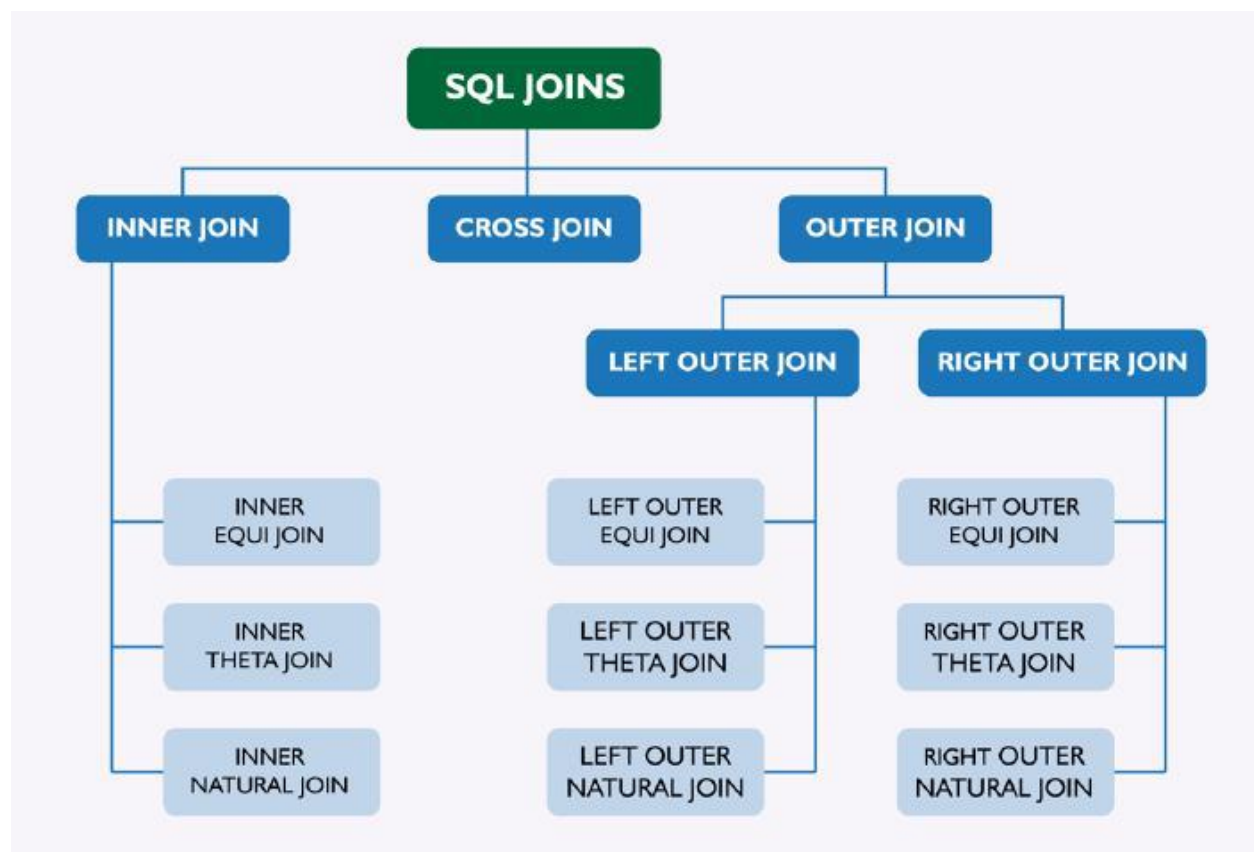 SQL JOINS
INNER JOIN
CROSS JOIN
OUTER JOIN
LEFT OUTER JOIN
RIGHT OUTER JOIN
INNER
EQUI JOIN
LEFT OUTER
EQUI JOIN
RIGHT OUTER
EQUI JOIN
INNER
THETA JOIN
LEFT OUTER
THETA JOIN
RIGHT OUTER
THETA JOIN
INNER
NATURAL JOIN
LEFT OUTER
NATURAL JOIN
RIGHT OUTER
NATURAL JOIN